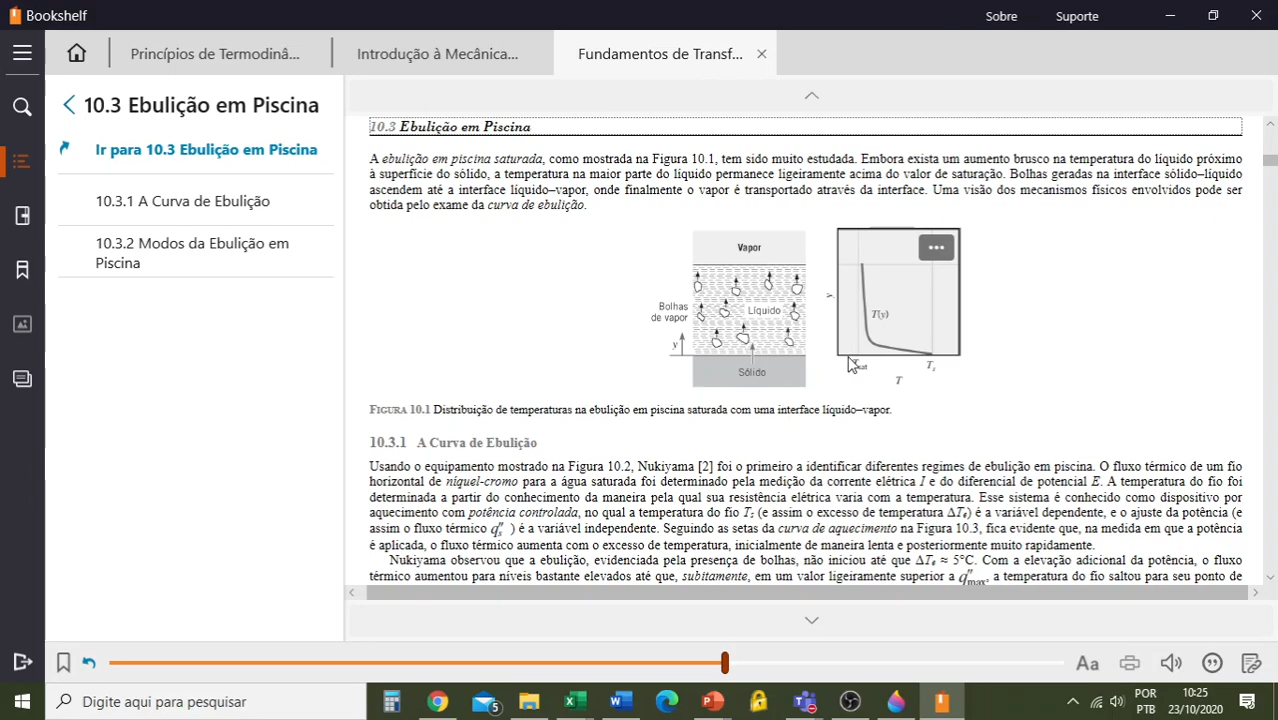 Bookshelf
Sobre
Suporte
Princípios de Termodinâ...
Introdução à Mecânica...
Fundamentos de Transf...
10.3 Ebulição em Piscina
Ir para 10.3 Ebulição em Piscina
10.3.1 A Curva de Ebulição
10.3.2 Modos da Ebulição em
Piscina
10.3 Ebulição em Piscina
A ebulição em piscina saturada, como mostrada na Figura 10.1, tem sido muito estudada. Embora exista um aumento brusco na temperatura do líquido próximo
à superfície do sólido, a temperatura na maior parte do líquido permanece ligeiramente acima do valor de saturação. Bolhas geradas na interface sólido–líquido
ascendem até a interface líquido–vapor, onde finalmente o vapor é transportado através da interface. Uma visão dos mecanismos físicos envolvidos pode ser
obtida pelo exame da curva de ebulição.
Vapor
Bolhas
de vapor
Líquido
y
Sólido
y
T(y)
Ts
T
FIGURA 10.1 Distribuição de temperaturas na ebulição em piscina saturada com uma interface líquido–vapor.
10.3.1 A Curva de Ebulição
Usando o equipamento mostrado na Figura 10.2, Nukiyama [2] foi o primeiro a identificar diferentes regimes de ebulição em piscina. O fluxo térmico de um fio
horizontal de níquel-cromo para a água saturada foi determinado pela medição da corrente elétrica I e do diferencial de potencial E. A temperatura do fio foi
determinada a partir do conhecimento da maneira pela qual sua resistência elétrica varia com a temperatura. Esse sistema é conhecido como dispositivo por
aquecimento com potência controlada, no qual a temperatura do fio Ts (e assim o excesso de temperatura ΔTe) é a variável dependente, e o ajuste da potência (e
assim o fluxo térmico q″s ) é a variável independente. Seguindo as setas da curva de aquecimento na Figura 10.3, fica evidente que, na medida em que a potência
é aplicada, o fluxo térmico aumenta com o excesso de temperatura, inicialmente de maneira lenta e posteriormente muito rapidamente.
Nukiyama observou que a ebulição, evidenciada pela presença de bolhas, não iniciou até que ΔTe ≈ 5°C. Com a elevação adicional da potência, o fluxo
térmico aumentou para níveis bastante elevados até que, subitamente, em um valor ligeiramente superior a q″max, a temperatura do fio saltou para seu ponto de
Aa
Digite aqui para pesquisar
5
POR
PTB
10:25
23/10/2020